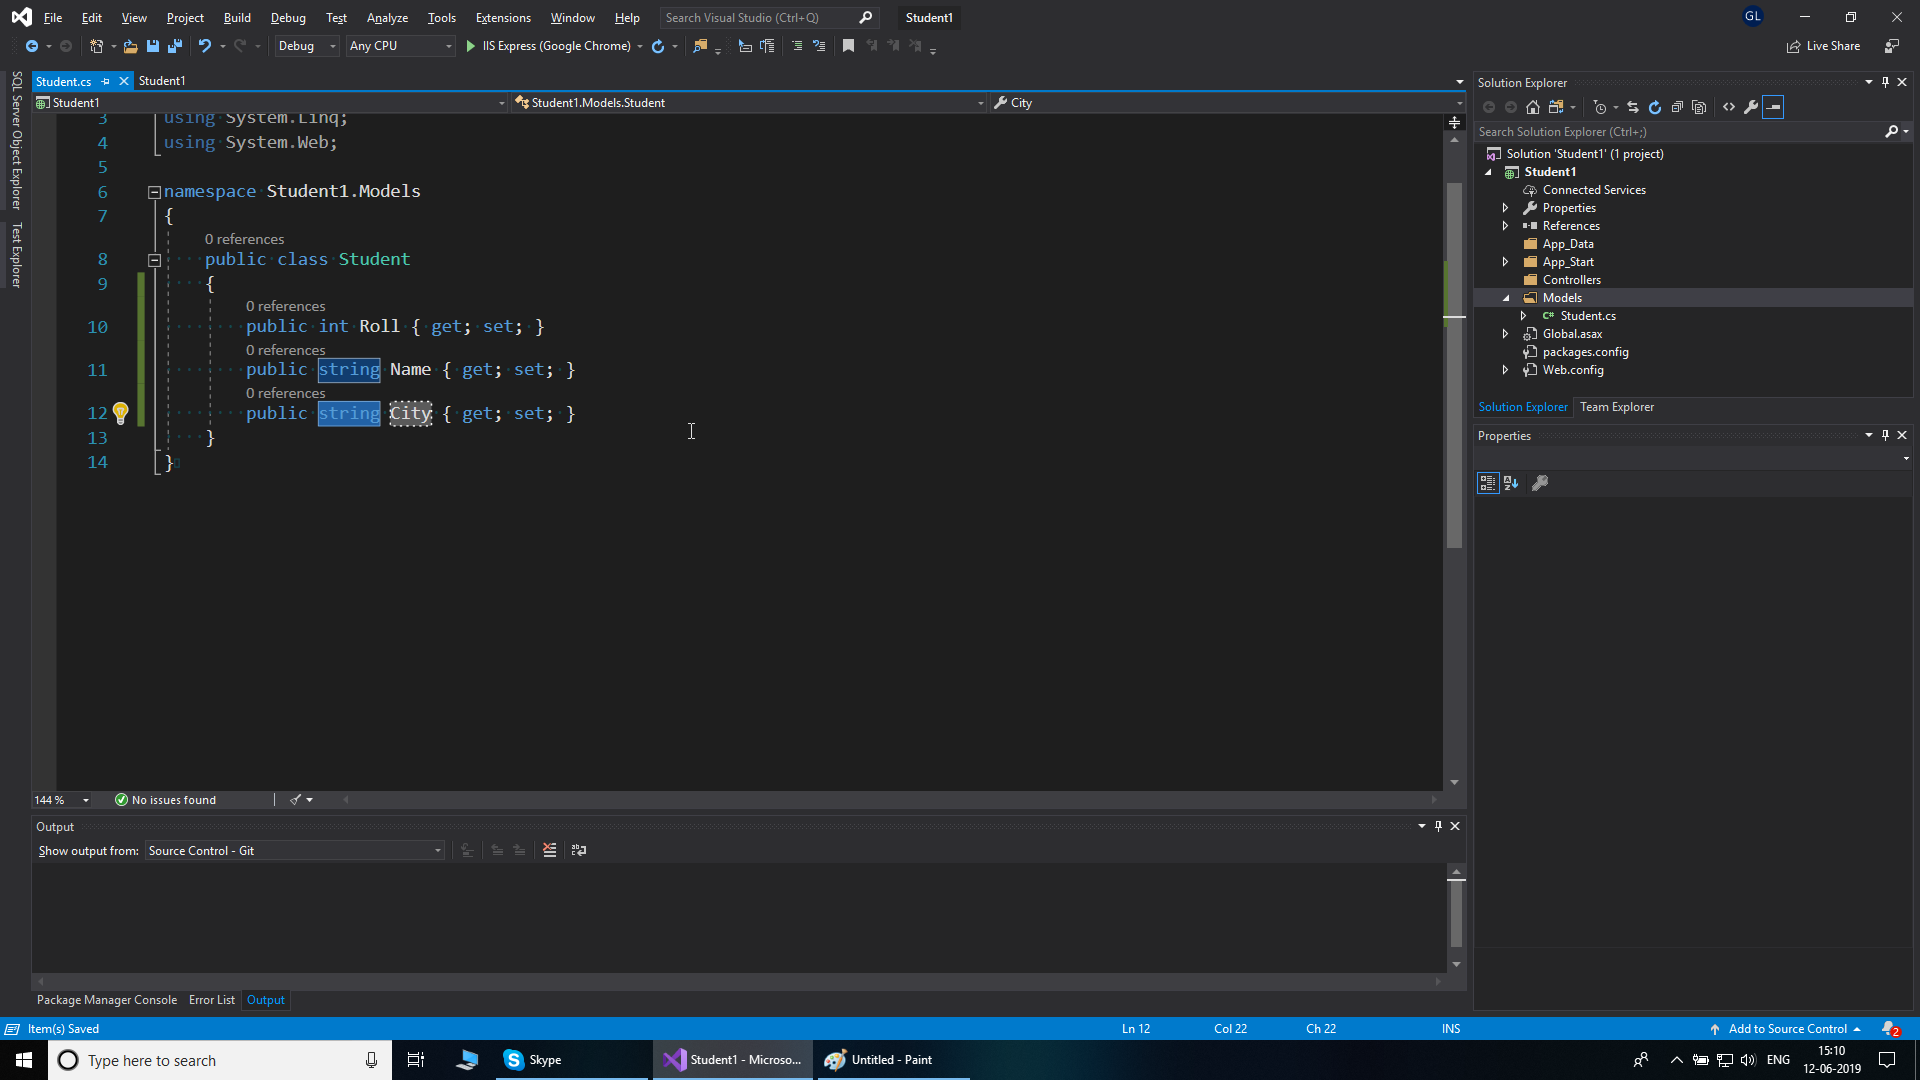 File Edit View Project Build Debug Test Analyze Tools Extensions Window Help Search Visual Studio (Ctrl+Q) Student1 GL
Debug Any CPU IIS Express (Google Chrome) Live Share
SQL Server Object Explorer
Test Explorer
Student.cs Student1
Student1 Student1.Models.Student City
3 using System.Linq;
4 using System.Web;
5
6 namespace Student1.Models
7 {
0 references
8 public class Student
9 {
0 references
10 public int Roll { get; set; }
0 references
11 public string Name { get; set; }
0 references
12 public string City { get; set; }
13 }
14 }
144 % No issues found
Output
Show output from: Source Control - Git
Package Manager Console Error List Output
Solution Explorer
Search Solution Explorer (Ctrl+;)
Solution 'Student1' (1 project)
Student1
Connected Services
Properties
References
App_Data
App_Start
Controllers
Models
C# Student.cs
Global.asax
packages.config
Web.config
Solution Explorer Team Explorer
Properties
Item(s) Saved Ln 12 Col 22 Ch 22 INS Add to Source Control 2
Type here to search Skype Student1 - Microso... Untitled - Paint ENG 15:10
12-06-2019